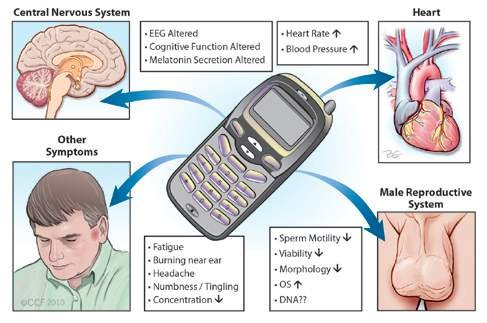 Central Nervous System
• EEG Altered
• Cognitive Function Altered
• Melatonin Secretion Altered
• Heart Rate ↑
• Blood Pressure ↑
Heart
Other
Symptoms
• Fatigue
• Burning near ear
• Headache
• Numbness / Tingling
• Concentration ↓
• Sperm Motility ↓
• Viability ↓
• Morphology ↓
• OS ↑
• DNA??
Male Reproductive
System
©CCF 2010